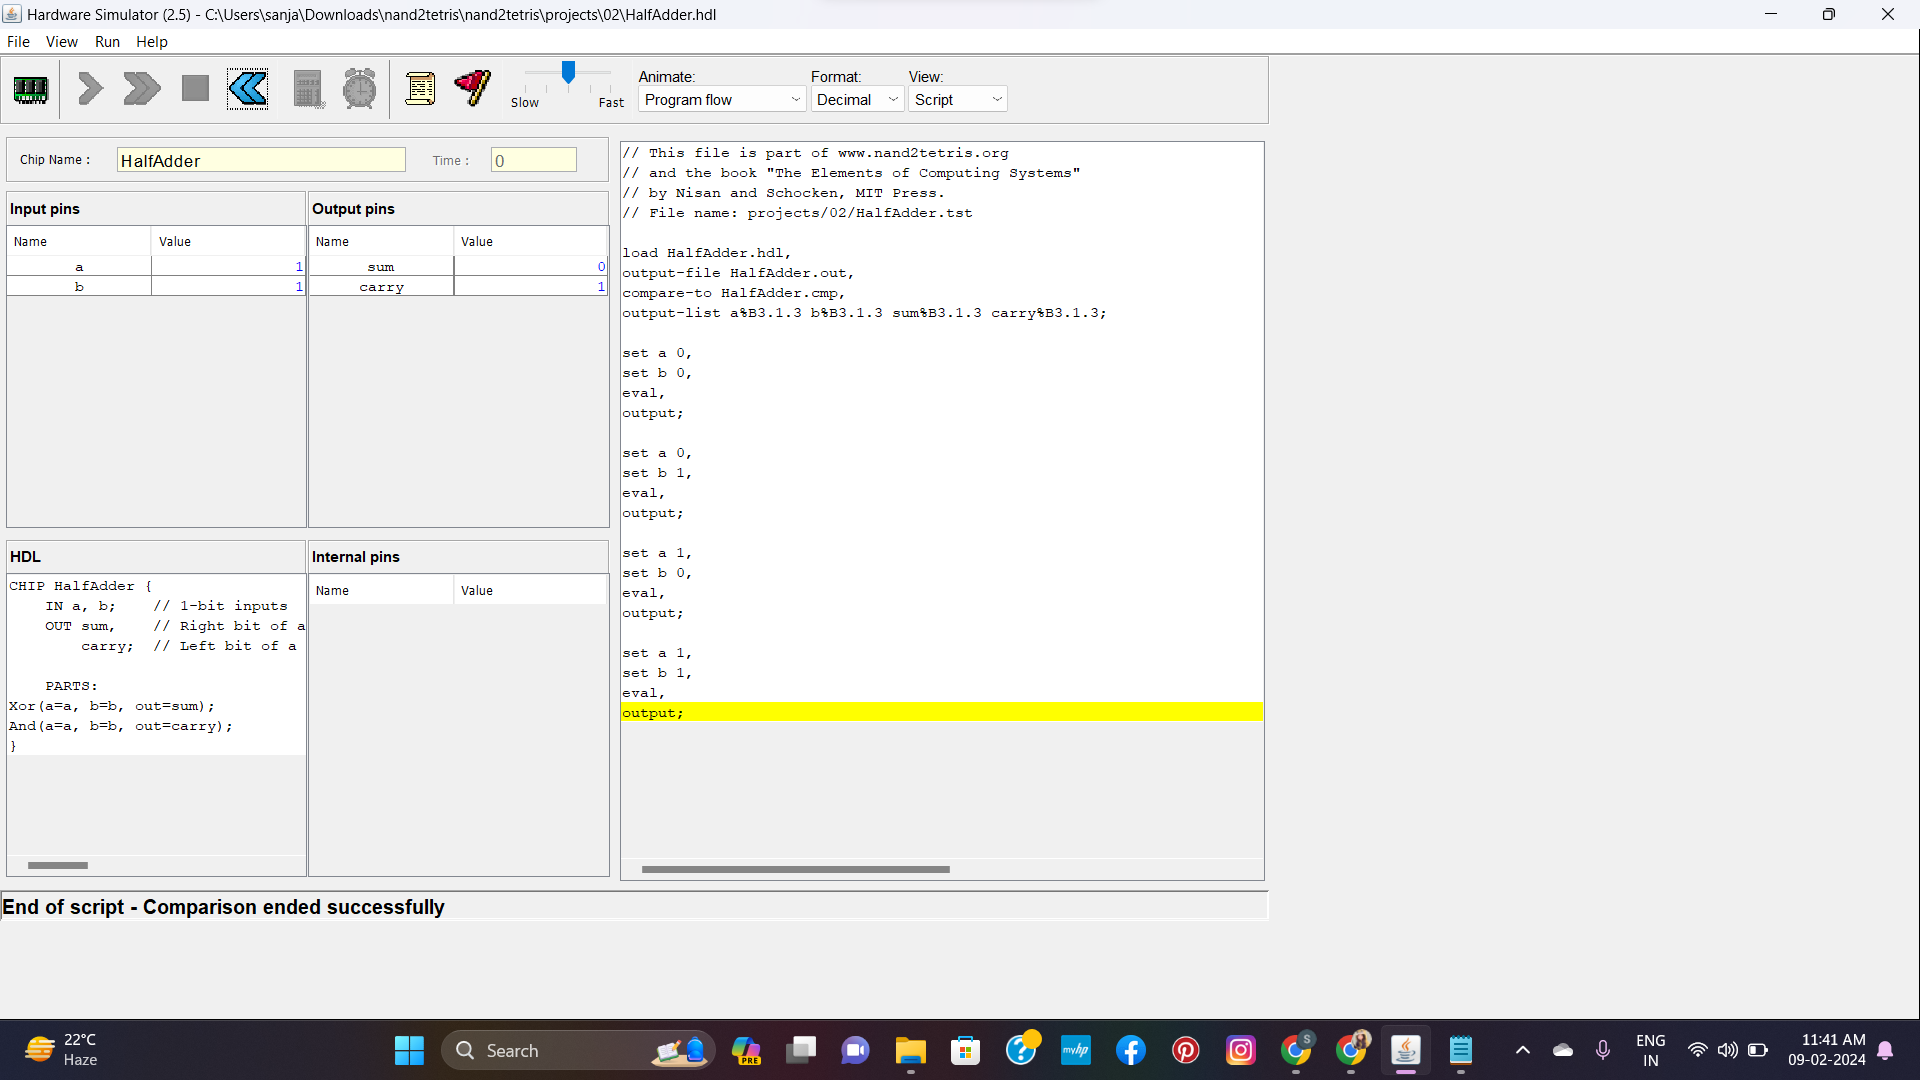 Hardware Simulator (2.5) - C:\Users\sanja\Downloads\nand2tetris\nand2tetris\projects\02\HalfAdder.hdl
File View Run Help
Slow Fast
Animate: Format: View:
Program flow Decimal Script
Chip Name : HalfAdder Time : 0
Input pins
Name Value
a 1
b 1
Output pins
Name Value
sum 0
carry 1
HDL
CHIP HalfAdder {
    IN a, b;    // 1-bit inputs
    OUT sum,    // Right bit of a
        carry;  // Left bit of a
    PARTS:
Xor(a=a, b=b, out=sum);
And(a=a, b=b, out=carry);
}
Internal pins
Name Value
// This file is part of www.nand2tetris.org
// and the book "The Elements of Computing Systems"
// by Nisan and Schocken, MIT Press.
// File name: projects/02/HalfAdder.tst
load HalfAdder.hdl,
output-file HalfAdder.out,
compare-to HalfAdder.cmp,
output-list a%B3.1.3 b%B3.1.3 sum%B3.1.3 carry%B3.1.3;
set a 0,
set b 0,
eval,
output;
set a 0,
set b 1,
eval,
output;
set a 1,
set b 0,
eval,
output;
set a 1,
set b 1,
eval,
output;
End of script - Comparison ended successfully
22°C
Haze
Search
PRE
myhp
S
ENG
IN
11:41 AM
09-02-2024